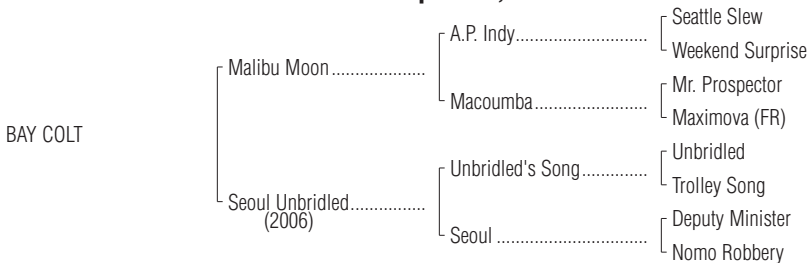 Seattle Slew
A.P. Indy
Weekend Surprise
Malibu Moon
Mr. Prospector
Macoumba
Maximova (FR)
BAY COLT
Unbridled
Unbridled's Song
Trolley Song
Seoul Unbridled
(2006)
Deputy Minister
Seoul
Nomo Robbery